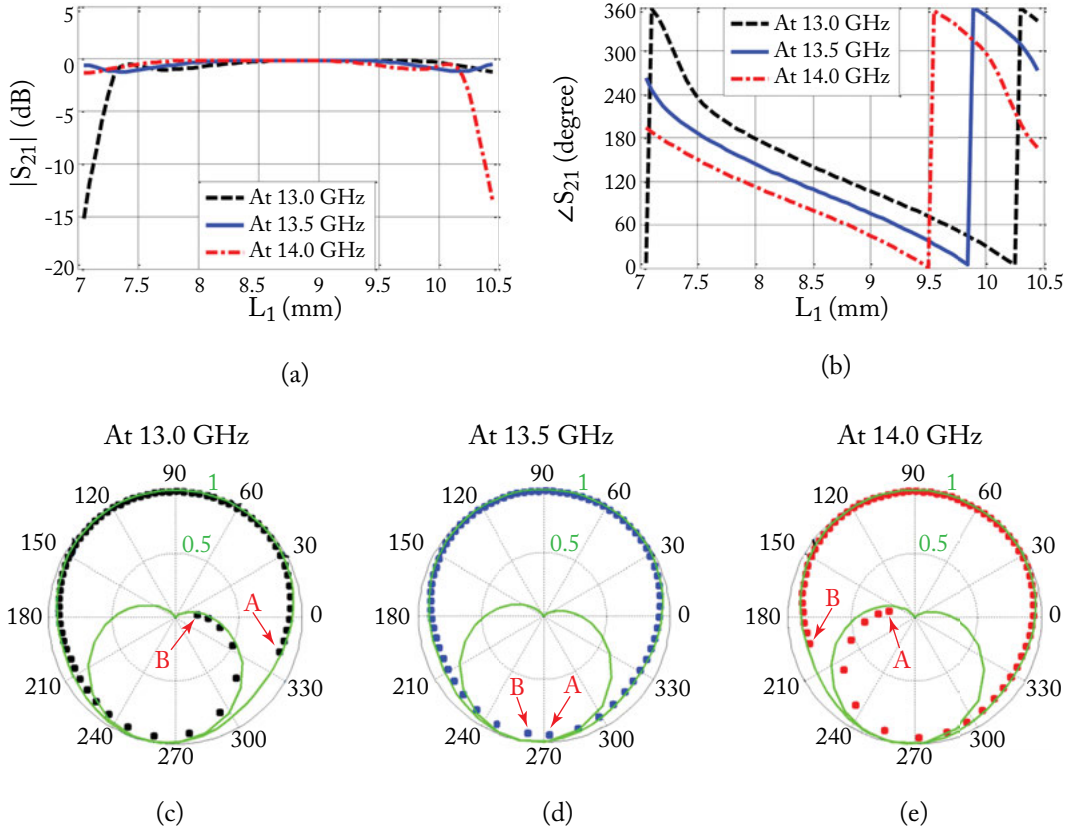 5
0
-5
-10
-15
-20
|S21| (dB)
At 13.0 GHz
At 13.5 GHz
At 14.0 GHz
7 7.5 8 8.5 9 9.5 10 10.5
L1 (mm)
(a)
360
300
240
180
120
60
0
∠S21 (degree)
At 13.0 GHz
At 13.5 GHz
At 14.0 GHz
7 7.5 8 8.5 9 9.5 10 10.5
L1 (mm)
(b)
At 13.0 GHz
90
120 1 60
150 0.5 30
A
180 0
B
210 330
240 300
270
(c)
At 13.5 GHz
90
120 1 60
150 0.5 30
180 0
B A
210 330
240 300
270
(d)
At 14.0 GHz
90
120 1 60
150 0.5 30
B
180 0
A
210 330
240 300
270
(e)